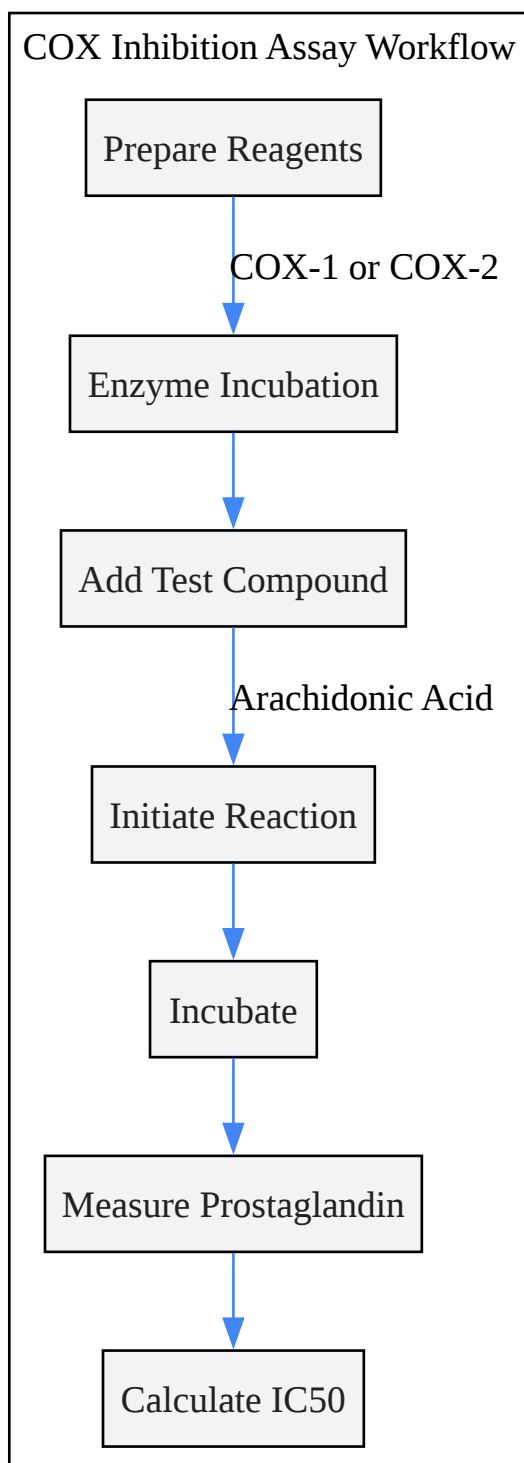 COX Inhibition Assay Workflow
Prepare Reagents
COX-1 or COX-2
Enzyme Incubation
Add Test Compound
Arachidonic Acid
Initiate Reaction
Incubate
Measure Prostaglandin
Calculate IC50